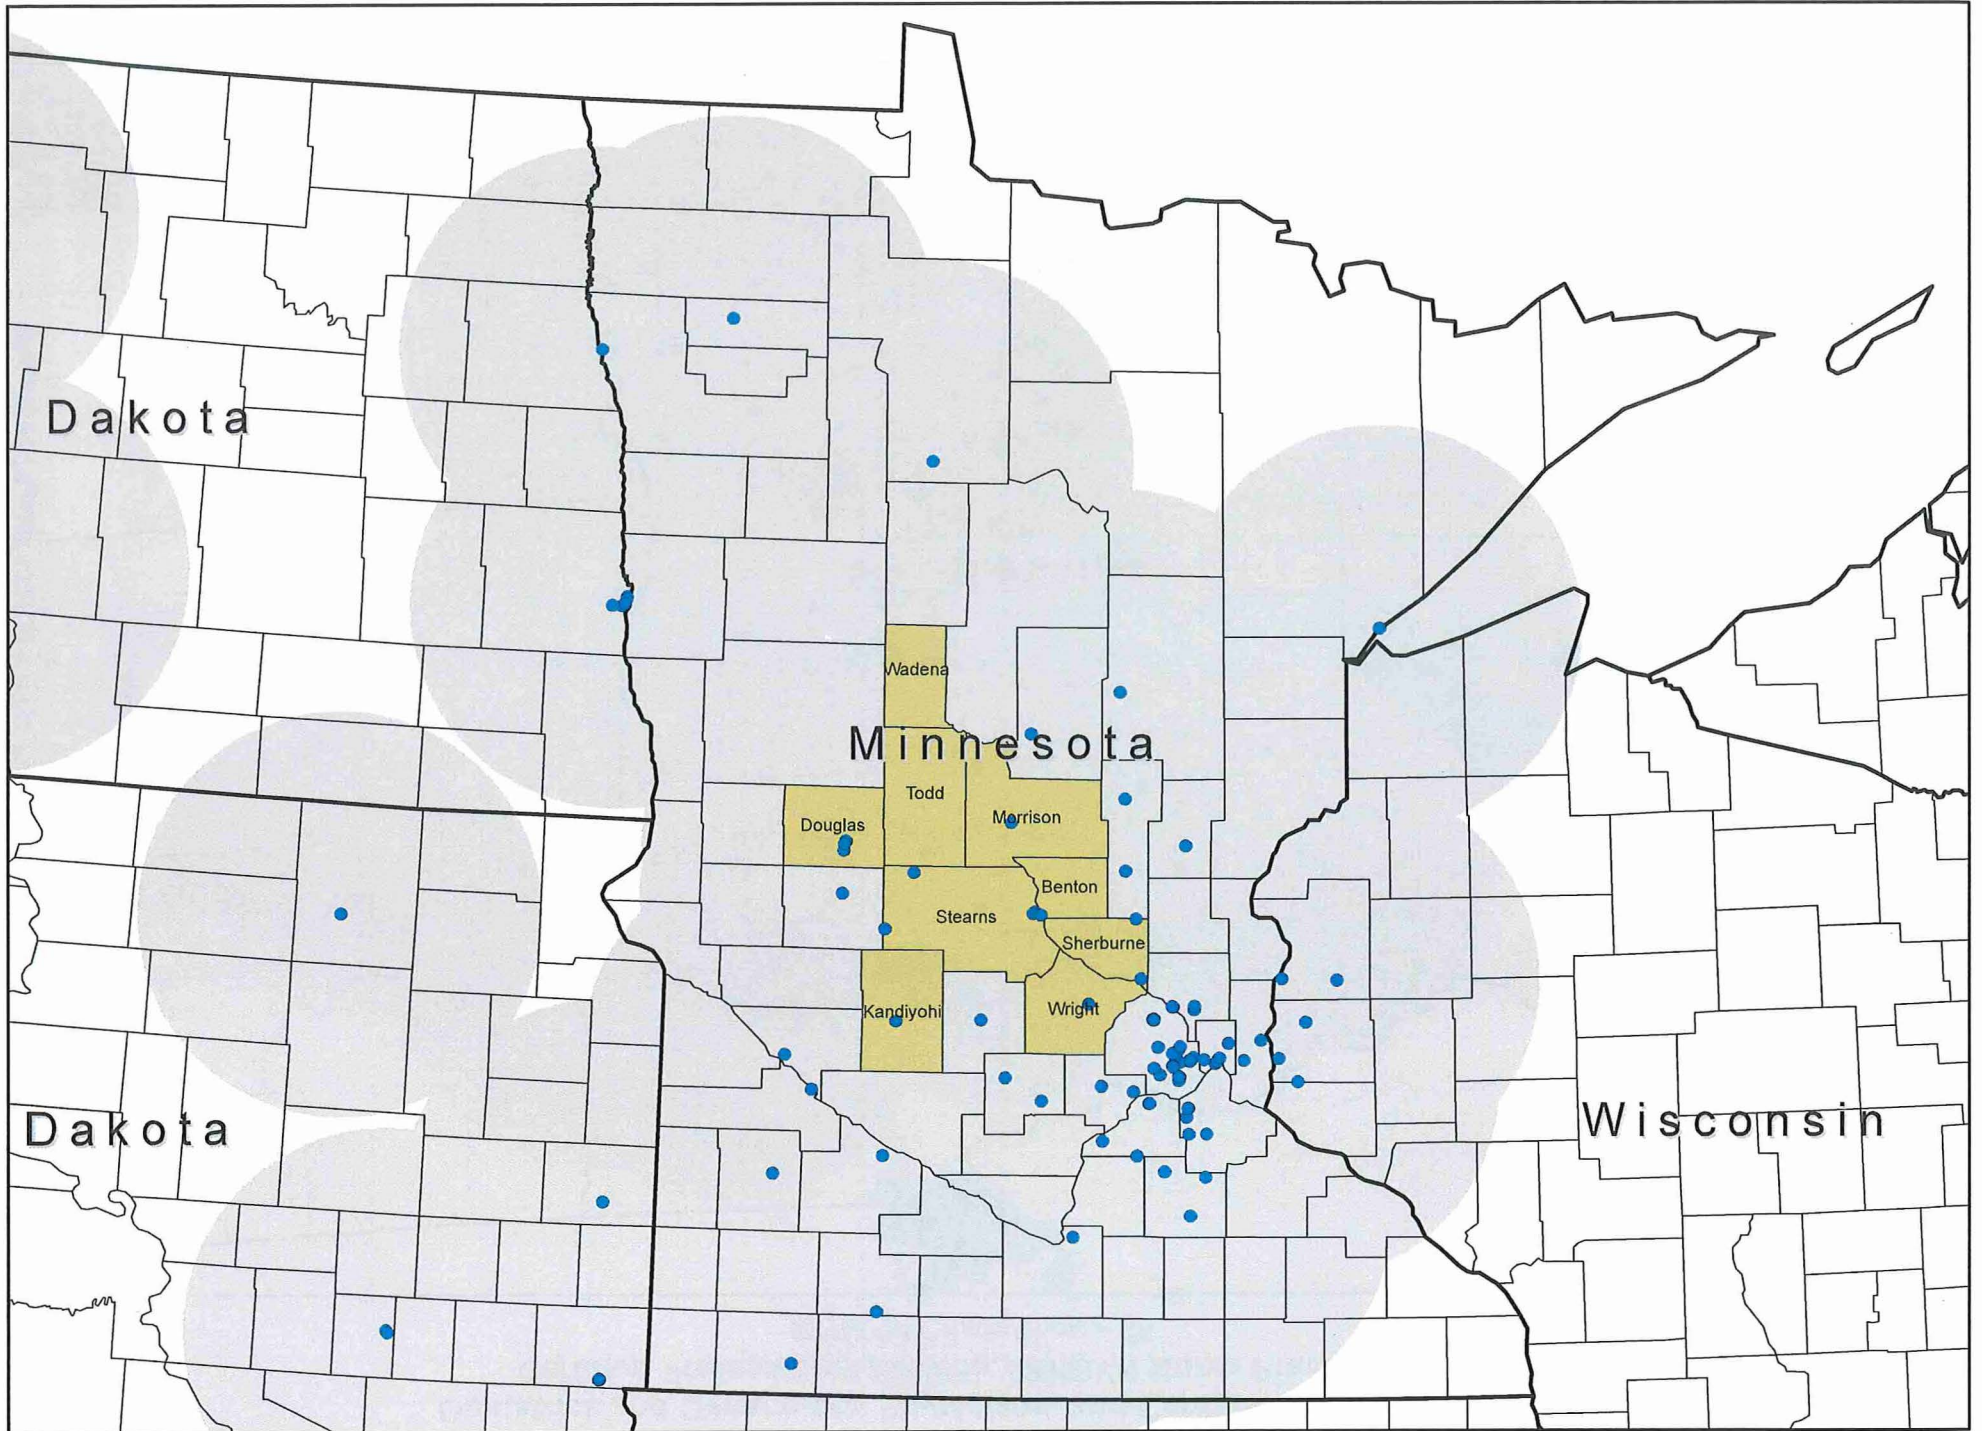 Dakota
Wadena
Minnesota
Todd
Douglas
Morrison
Benton
Stearns
Sherburne
Kandiyohi
Wright
Dakota
Wisconsin